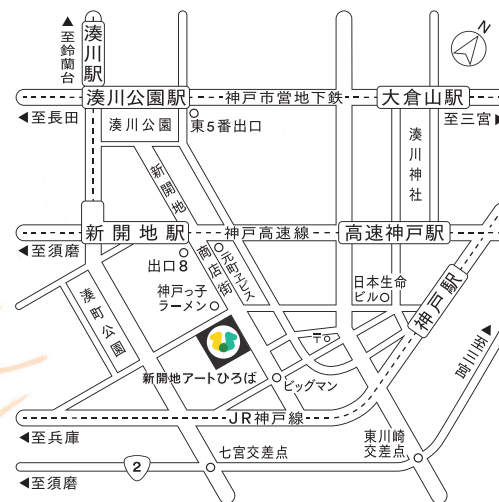 N
▲至鈴蘭台
湊川駅
湊川公園駅
神戸市営地下鉄
大倉山駅
◀至長田
至三宮▶
湊川公園
東5番出口
湊川神社
新開地
商店街
新開地駅
神戸高速線
高速神戸駅
◀至須磨
出口8
元町ヱビス
神戸っ子
ラーメン
日本生命
ビル
神戸駅
湊町公園
〒
▲至三宮
新開地アートひろば
ビッグマン
JR神戸線
◀至兵庫
2
七宮交差点
東川崎
交差点
◀至須磨